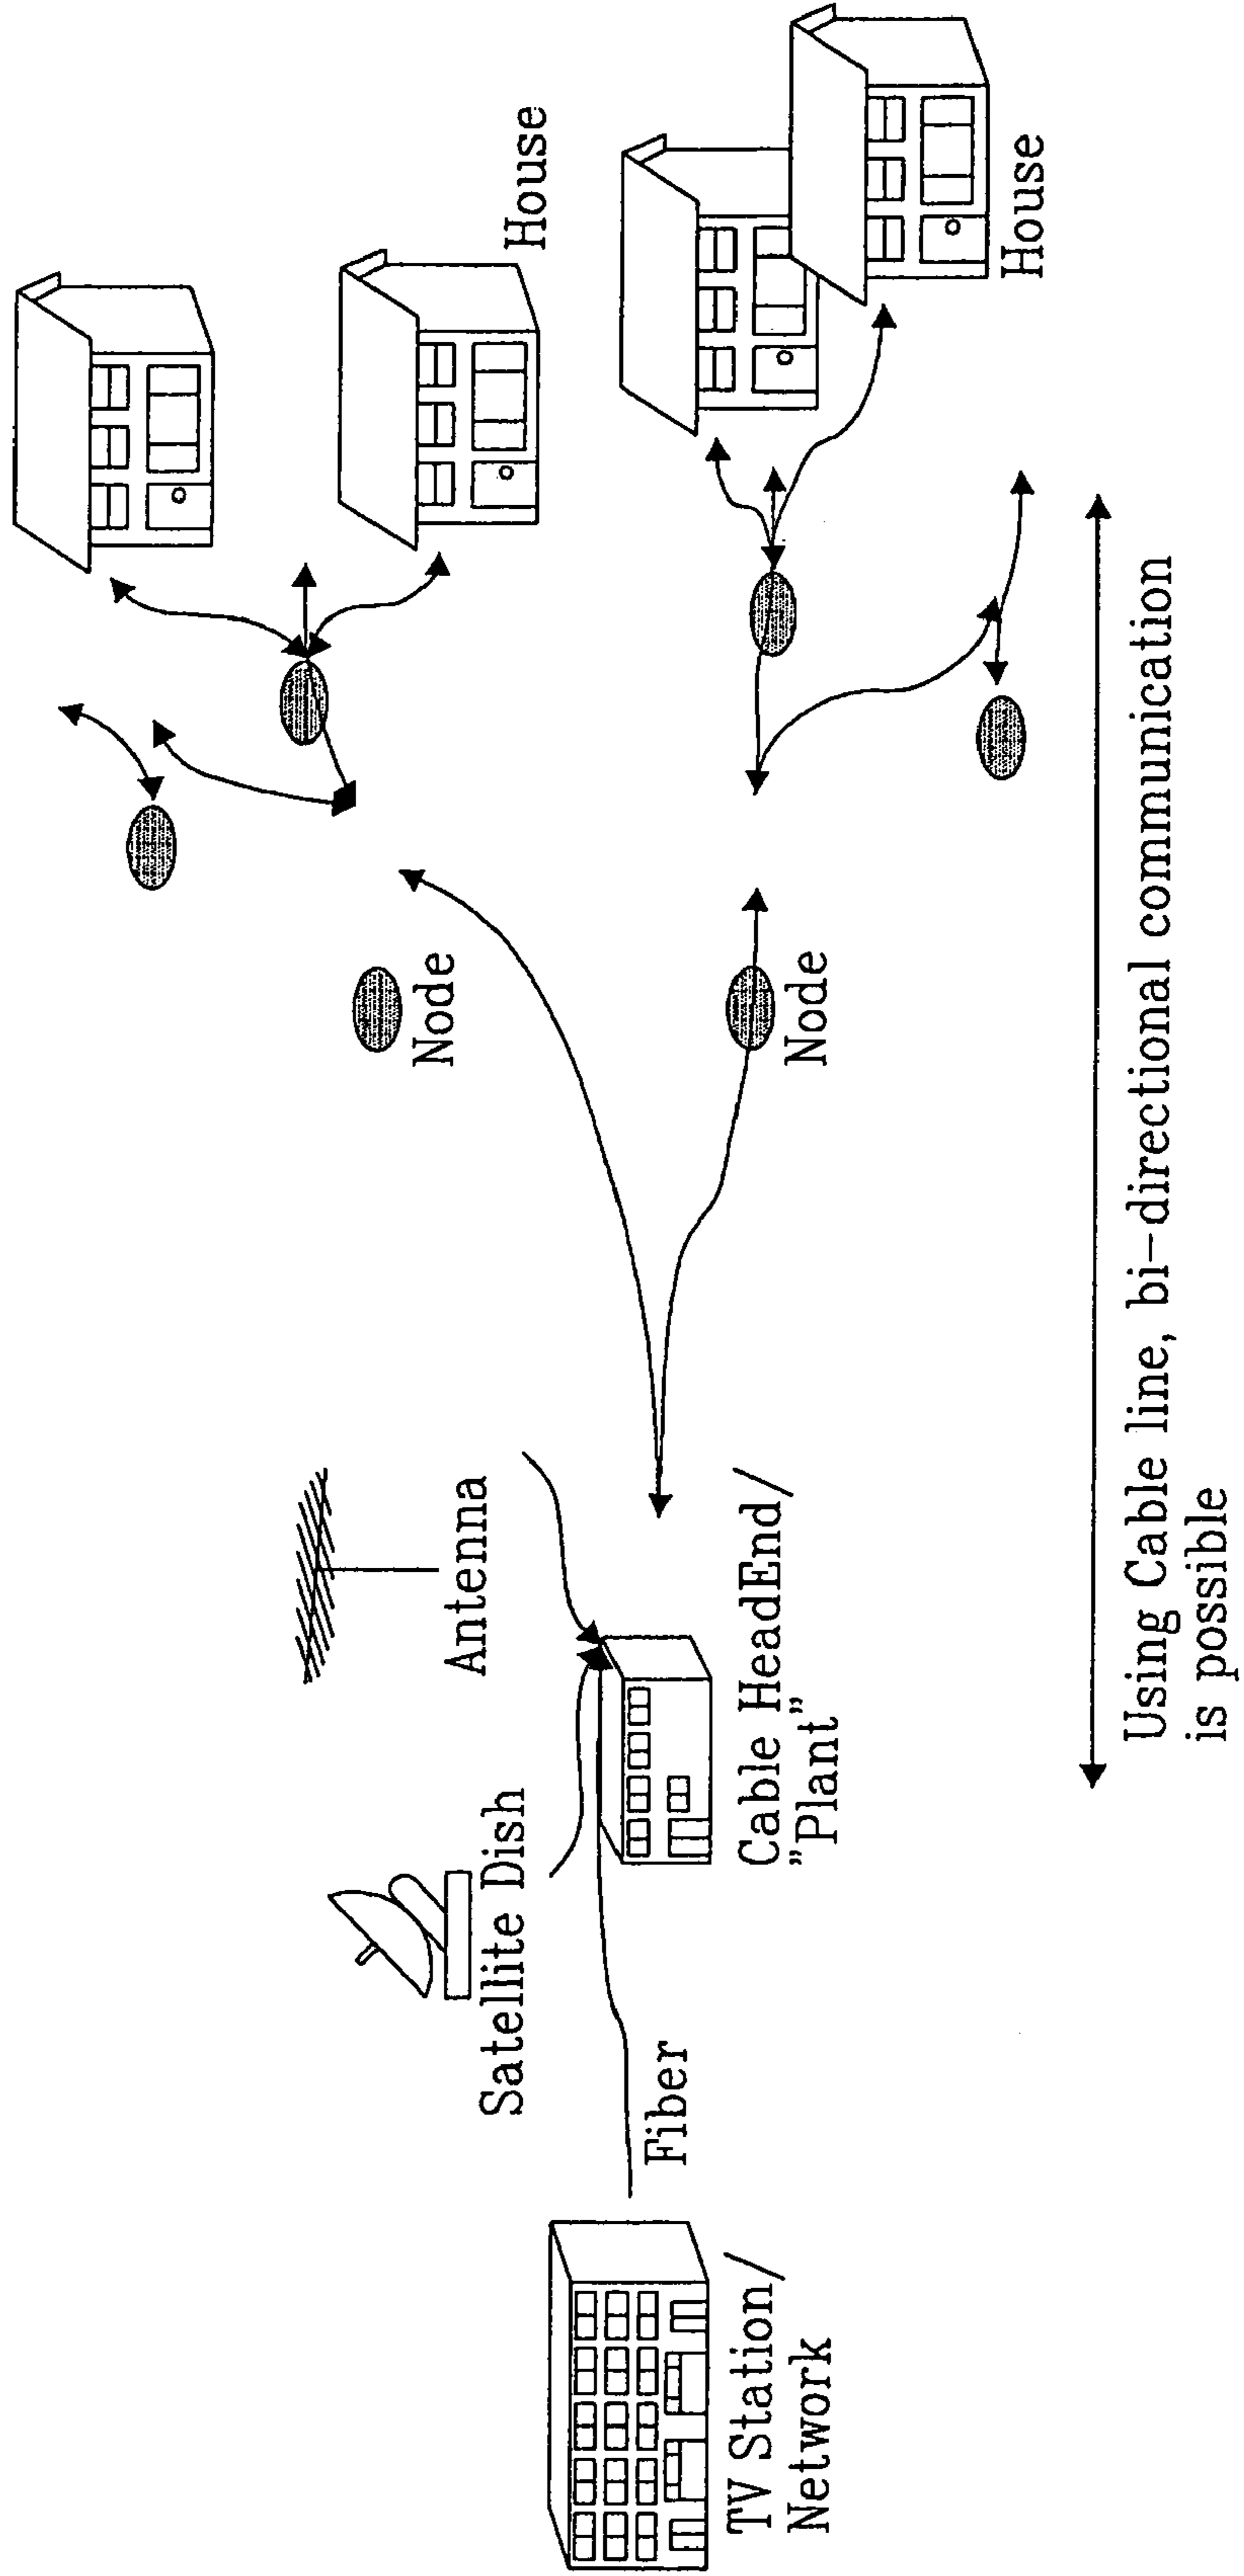 TV Station/
Network
Fiber
Satellite Dish
Antenna
Cable HeadEnd/
"Plant"
Node
Node
House
House
Using Cable line, bi-directional communication
is possible